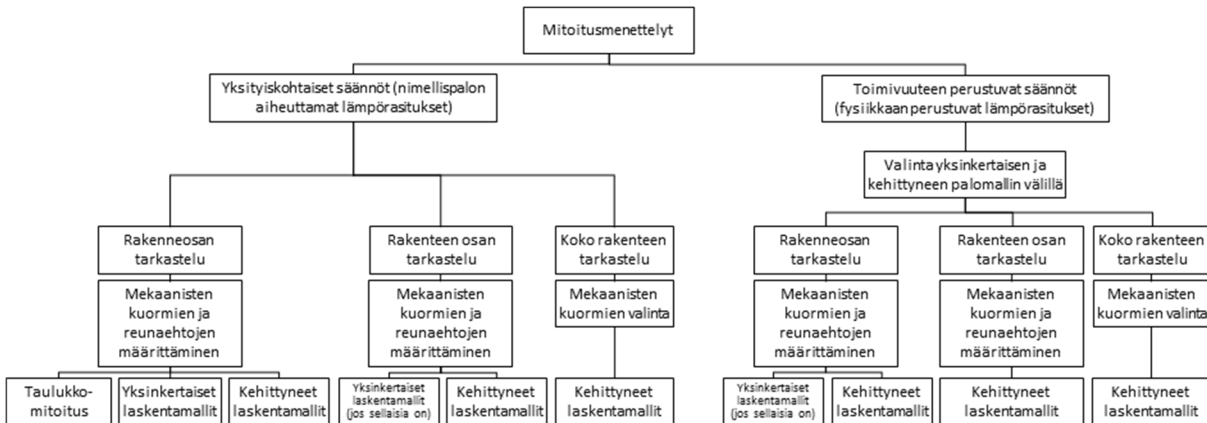 Mitoitusmenettelyt
Yksityiskohtaiset säännöt (nimellispalon
aiheuttamat lämpörasitukset)
Toimivuuteen perustuvat säännöt
(fysiikkaan perustuvat lämpörasitukset)
Valinta yksinkertaisen ja
kehittyneen palomallin välillä
Rakenneosan
tarkastelu
Rakenteen osan
tarkastelu
Koko rakenteen
tarkastelu
Rakenneosan
tarkastelu
Rakenteen osan
tarkastelu
Koko rakenteen
tarkastelu
Mekaanisten
kuormien ja
reunaehtojen
määrittäminen
Mekaanisten
kuormien ja
reunaehtojen
määrittäminen
Mekaanisten
kuormien valinta
Mekaanisten
kuormien ja
reunaehtojen
määrittäminen
Mekaanisten
kuormien ja
reunaehtojen
määrittäminen
Mekaanisten
kuormien valinta
Taulukko-
mitoitus
Yksinkertaiset
laskentamallit
Kehittyneet
laskentamallit
Yksinkertaiset
laskentamallit
(jos sellaisia on)
Kehittyneet
laskentamallit
Kehittyneet
laskentamallit
Yksinkertaiset
laskentamallit
(jos sellaisia on)
Kehittyneet
laskentamallit
Kehittyneet
laskentamallit
Kehittyneet
laskentamallit